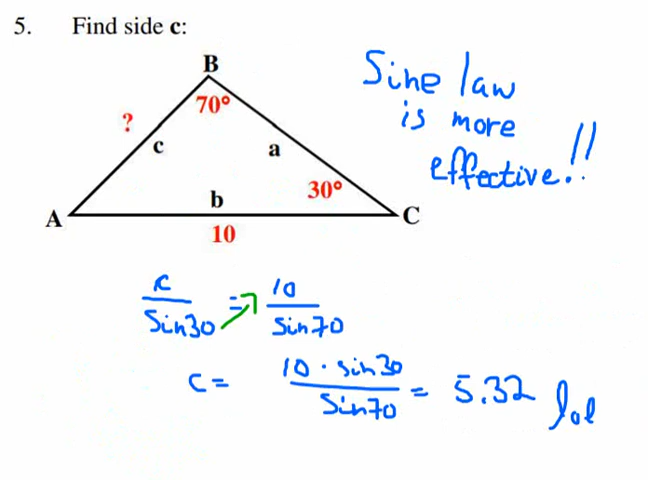 5. Find side c:
B
70°
?
c
a
Sine law
is more
effective!!
b
30°
A
C
10
c/sin30 = 10/sin70
c = 10 · sin30/sin70 = 5.32 lol